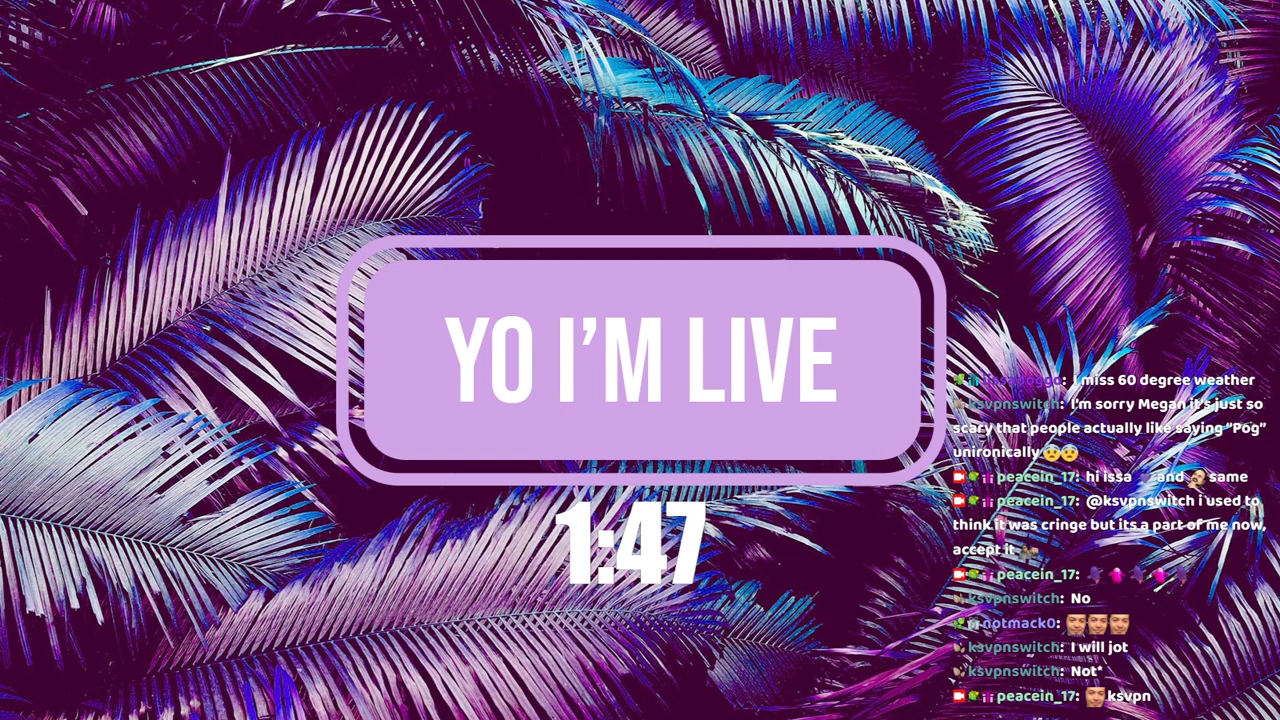 YO I’M LIVE
1:47
: I miss 60 degree weather
ksvpnswitch: I'm sorry Megan it's just so
scary that people actually like saying "Pog"
unironically
peacein_17: hi issa and same
peacein_17: @ksvpnswitch i used to
think it was cringe but its a part of me now,
accept it
peacein_17:
ksvpnswitch: No
notmack0:
ksvpnswitch: I will jot
ksvpnswitch: Not*
peacein_17: ksvpn